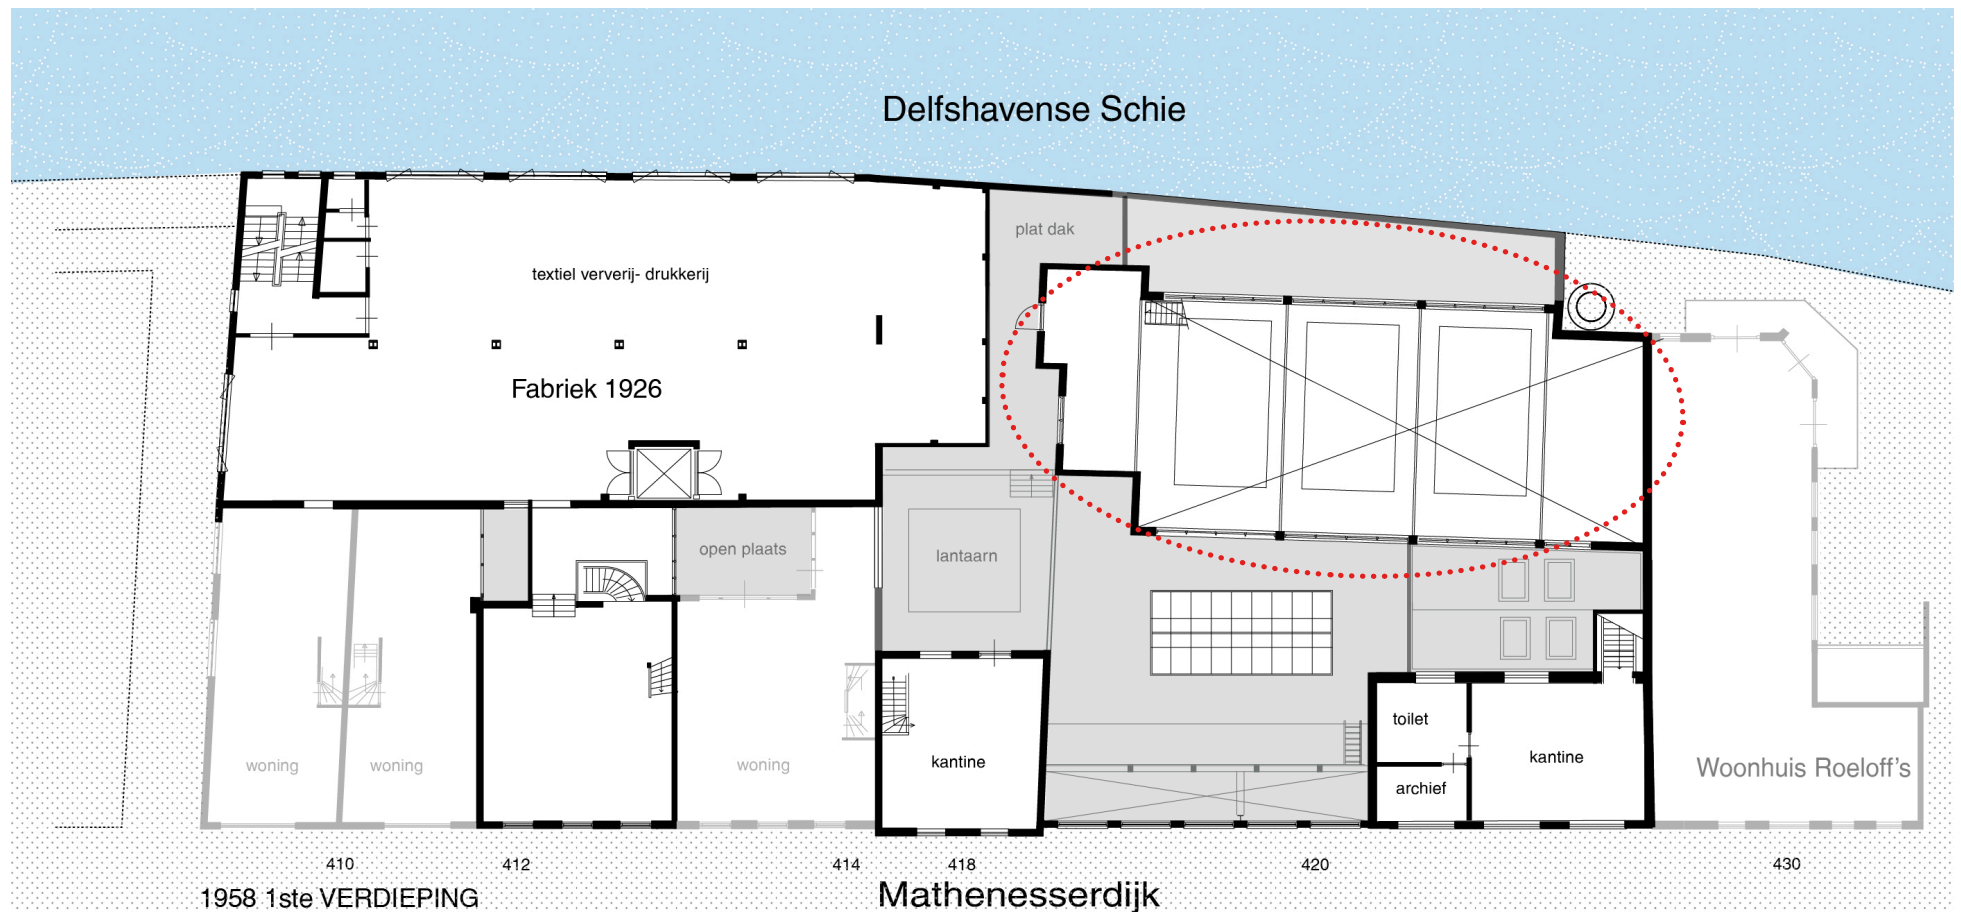 Delfshavense Schie
plat dak
textiel ververij- drukkerij
Fabriek 1926
open plaats
lantaarn
toilet
woning
woning
woning
kantine
kantine
archief
Woonhuis Roeloff's
410
412
414
418
420
430
1958 1ste VERDIEPING
Mathenesserdijk